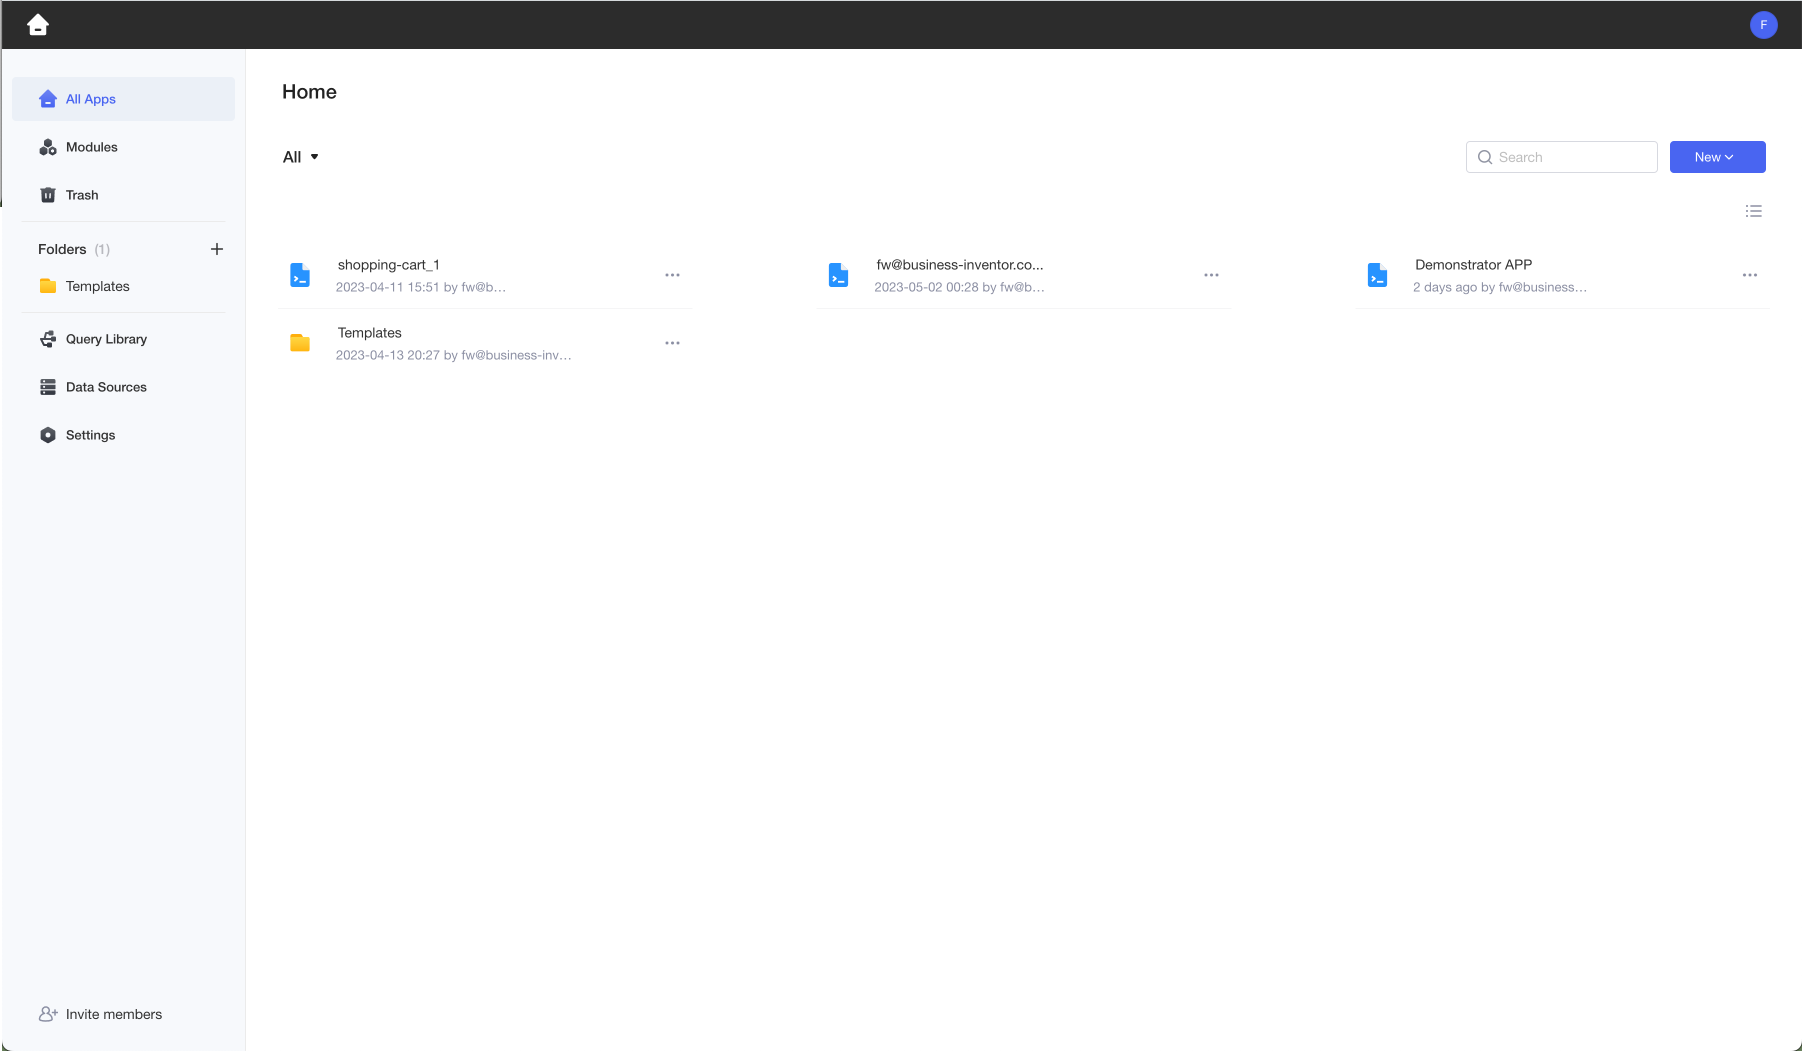 F
All Apps
Modules
Trash
Folders (1)
Templates
Query Library
Data Sources
Settings
Invite members
Home
All
Search
New
shopping-cart_1
2023-04-11 15:51 by fw@b...
fw@business-inventor.co...
2023-05-02 00:28 by fw@b...
Demonstrator APP
2 days ago by fw@business...
Templates
2023-04-13 20:27 by fw@business-inv...